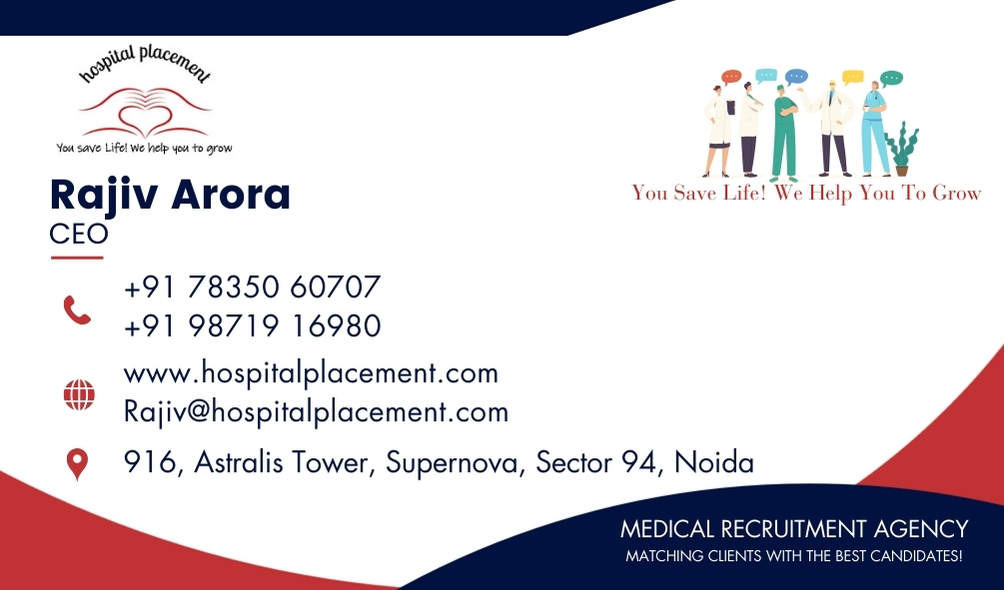 hospital placement
You save Life! We help you to grow
You Save Life! We Help You To Grow
Rajiv Arora
CEO
+91 78350 60707
+91 98719 16980
www.hospitalplacement.com
Rajiv@hospitalplacement.com
916, Astralis Tower, Supernova, Sector 94, Noida
MEDICAL RECRUITMENT AGENCY
MATCHING CLIENTS WITH THE BEST CANDIDATES!